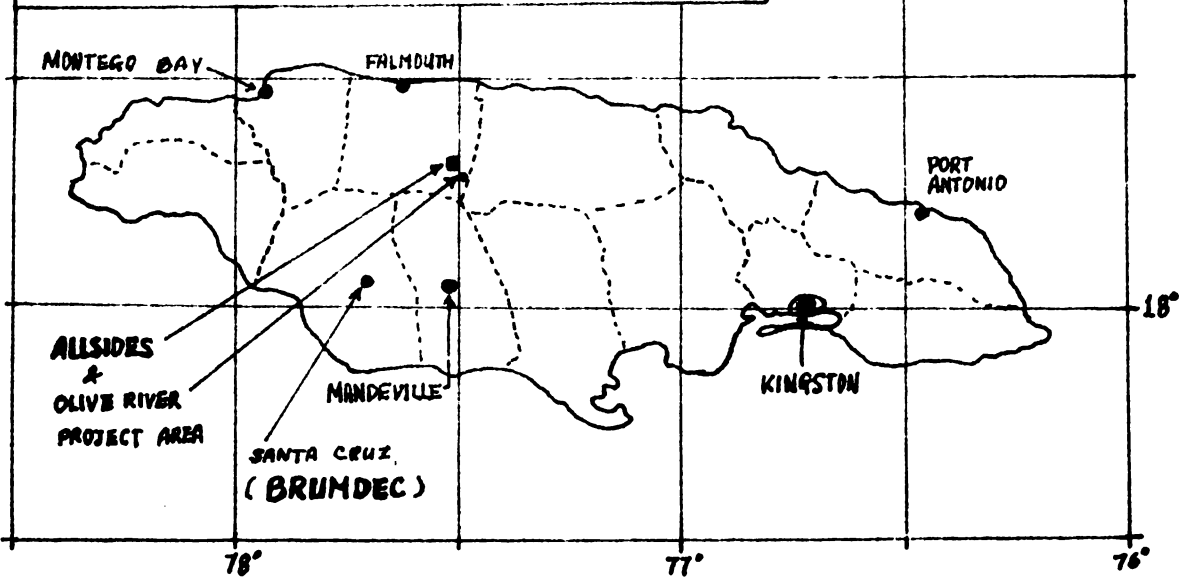 MONTEGO BAY
FALMOUTH
PORT
ANTONIO
18°
ALLSIDES
&
OLIVE RIVER
PROJECT AREA
MANDEVILLE
KINGSTON
SANTA CRUZ.
(BRUMDEC)
78°
77°
76°